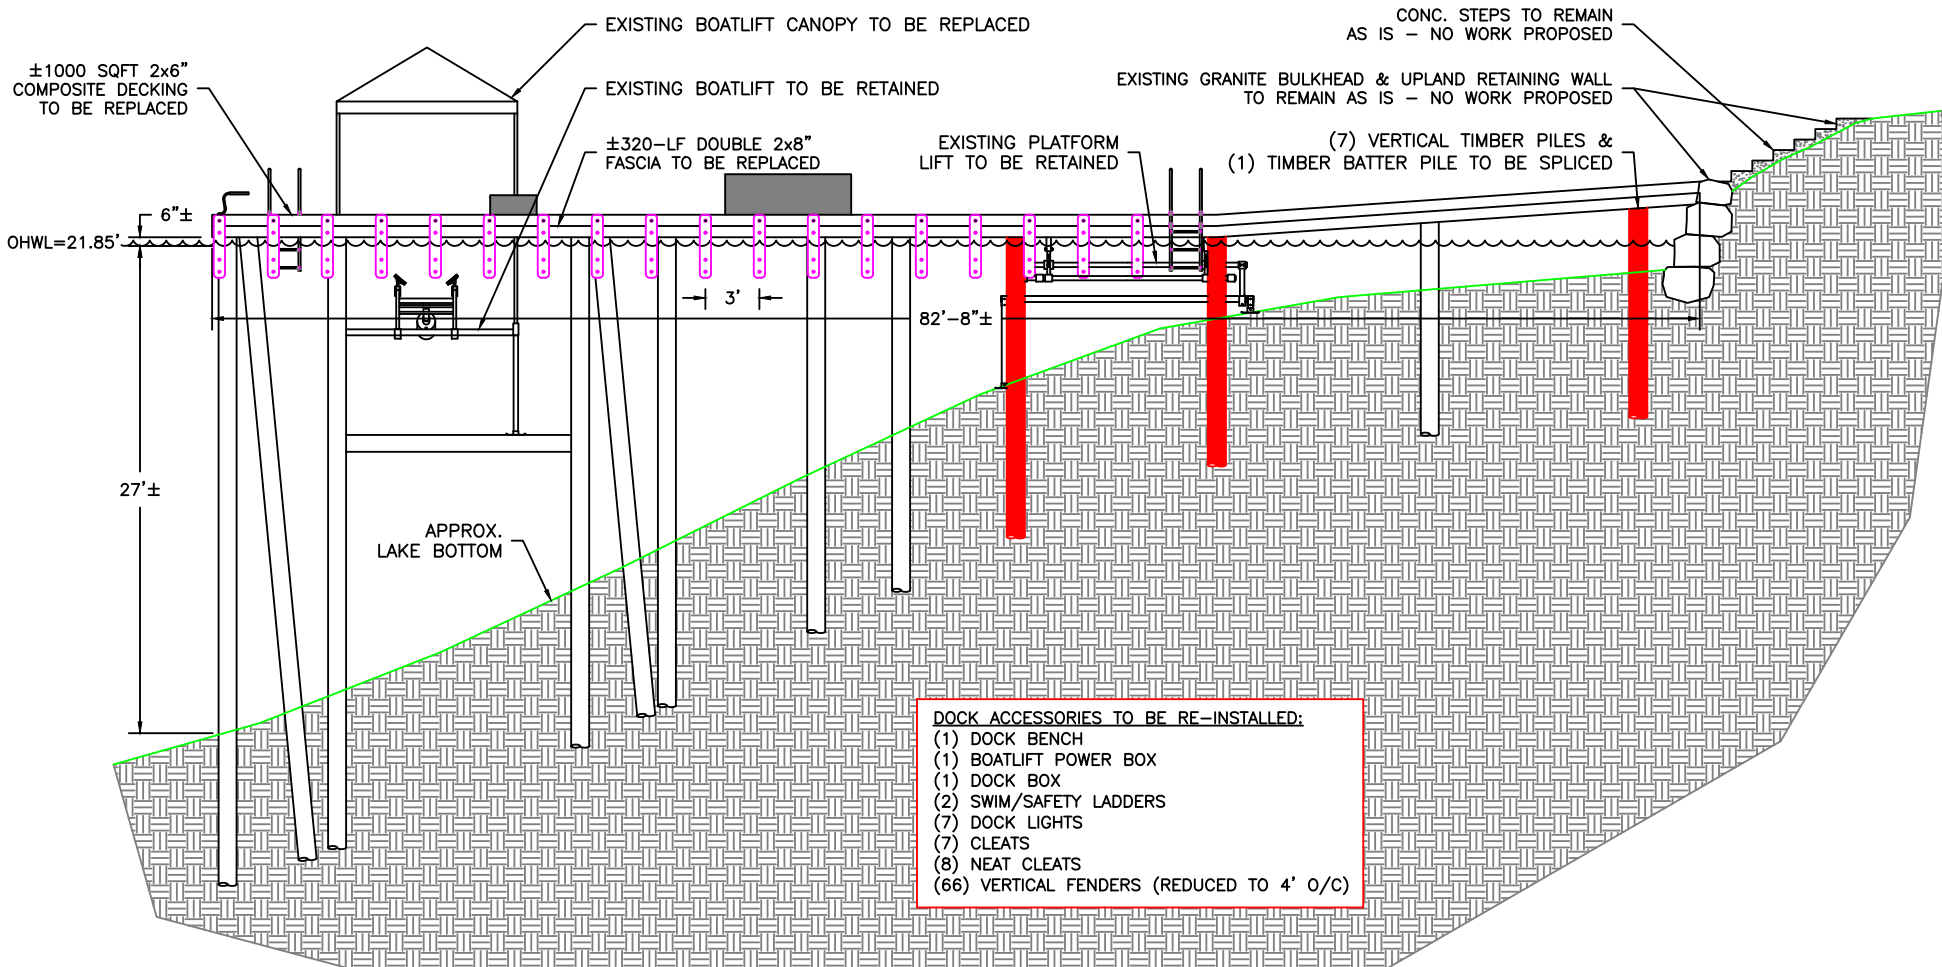 EXISTING BOATLIFT CANOPY TO BE REPLACED
CONC. STEPS TO REMAIN
AS IS – NO WORK PROPOSED
±1000 SQFT 2x6"
COMPOSITE DECKING
TO BE REPLACED
EXISTING BOATLIFT TO BE RETAINED
EXISTING GRANITE BULKHEAD & UPLAND RETAINING WALL
TO REMAIN AS IS – NO WORK PROPOSED
±320–LF DOUBLE 2x8"
FASCIA TO BE REPLACED
EXISTING PLATFORM
LIFT TO BE RETAINED
(7) VERTICAL TIMBER PILES &
(1) TIMBER BATTER PILE TO BE SPLICED
6"±
OHWL=21.85'
3'
82'–8"±
27'±
APPROX.
LAKE BOTTOM
DOCK ACCESSORIES TO BE RE–INSTALLED:
(1) DOCK BENCH
(1) BOATLIFT POWER BOX
(1) DOCK BOX
(2) SWIM/SAFETY LADDERS
(7) DOCK LIGHTS
(7) CLEATS
(8) NEAT CLEATS
(66) VERTICAL FENDERS (REDUCED TO 4' O/C)